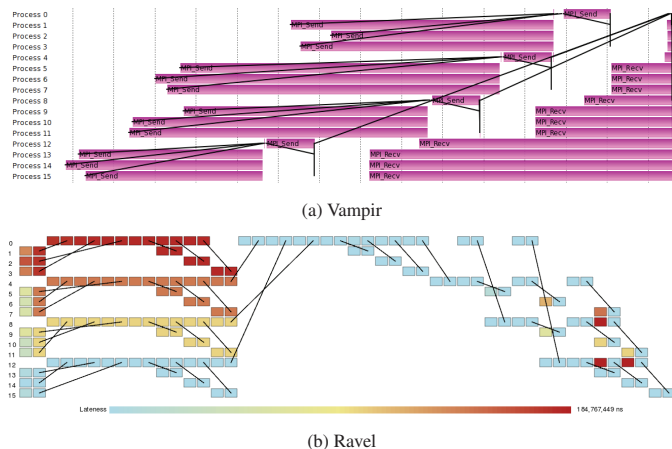 Process 0
MPI_Send
Process 1
MPI_Send
Process 2
MPI_Send
Process 3
MPI_Send
Process 4
MPI_Send
Process 5
MPI_Send
MPI_Recv
Process 6
MPI_Send
MPI_Recv
Process 7
MPI_Send
MPI_Recv
Process 8
MPI_Send
MPI_Recv
Process 9
MPI_Send
MPI_Recv
Process 10
MPI_Send
MPI_Recv
Process 11
MPI_Send
MPI_Recv
Process 12
MPI_Send
MPI_Recv
Process 13
MPI_Send
MPI_Recv
Process 14
MPI_Send
MPI_Recv
Process 15
MPI_Send
MPI_Recv
(a) Vampir
0
1
2
3
4
5
6
7
8
9
10
11
12
13
14
15
Lateness
184,767,449 ns
(b) Ravel